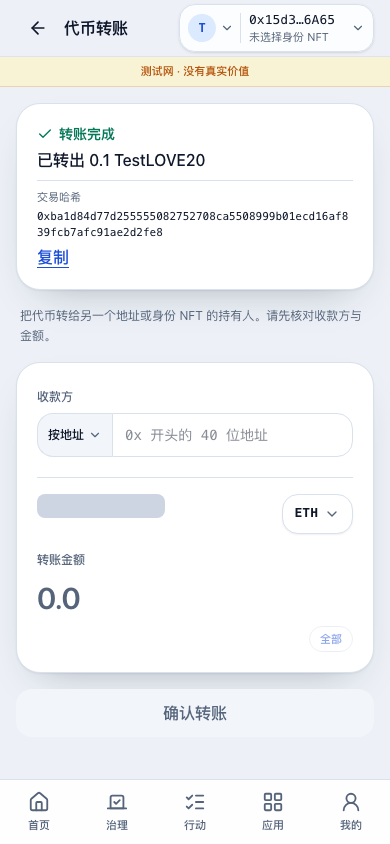 代币转账
T
0x15d3…6A65
未选择身份 NFT
测试网 · 没有真实价值
转账完成
已转出 0.1 TestLOVE20
交易哈希
0xba1d84d77d255555082752708ca5508999b01ecd16af8
39fcb7afc91ae2d2fe8
复制
把代币转给另一个地址或身份 NFT 的持有人。请先核对收款方与
金额。
收款方
按地址
0x 开头的 40 位地址
ETH
转账金额
0.0
全部
确认转账
首页
治理
行动
应用
我的